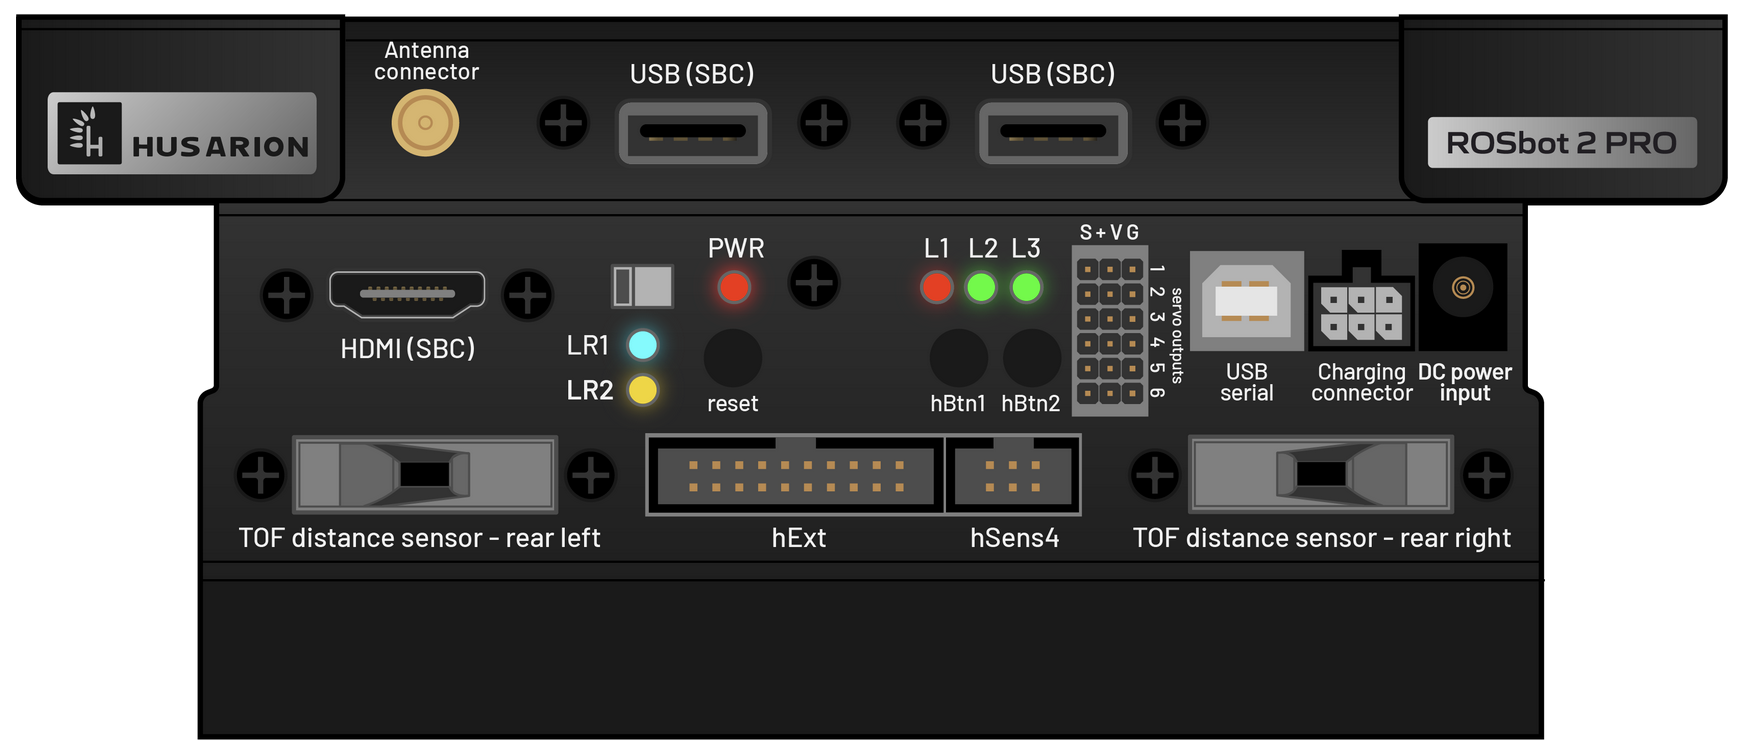 Antenna
connector
USB (SBC)
USB (SBC)
HUSARION
ROSbot 2 PRO
HDMI (SBC)
PWR
LR1
LR2
reset
L1 L2 L3
hBtn1 hBtn2
S + V G
1
2
3
4
5
6
servo outputs
USB
serial
Charging
connector
DC power
input
TOF distance sensor - rear left
hExt
hSens4
TOF distance sensor - rear right